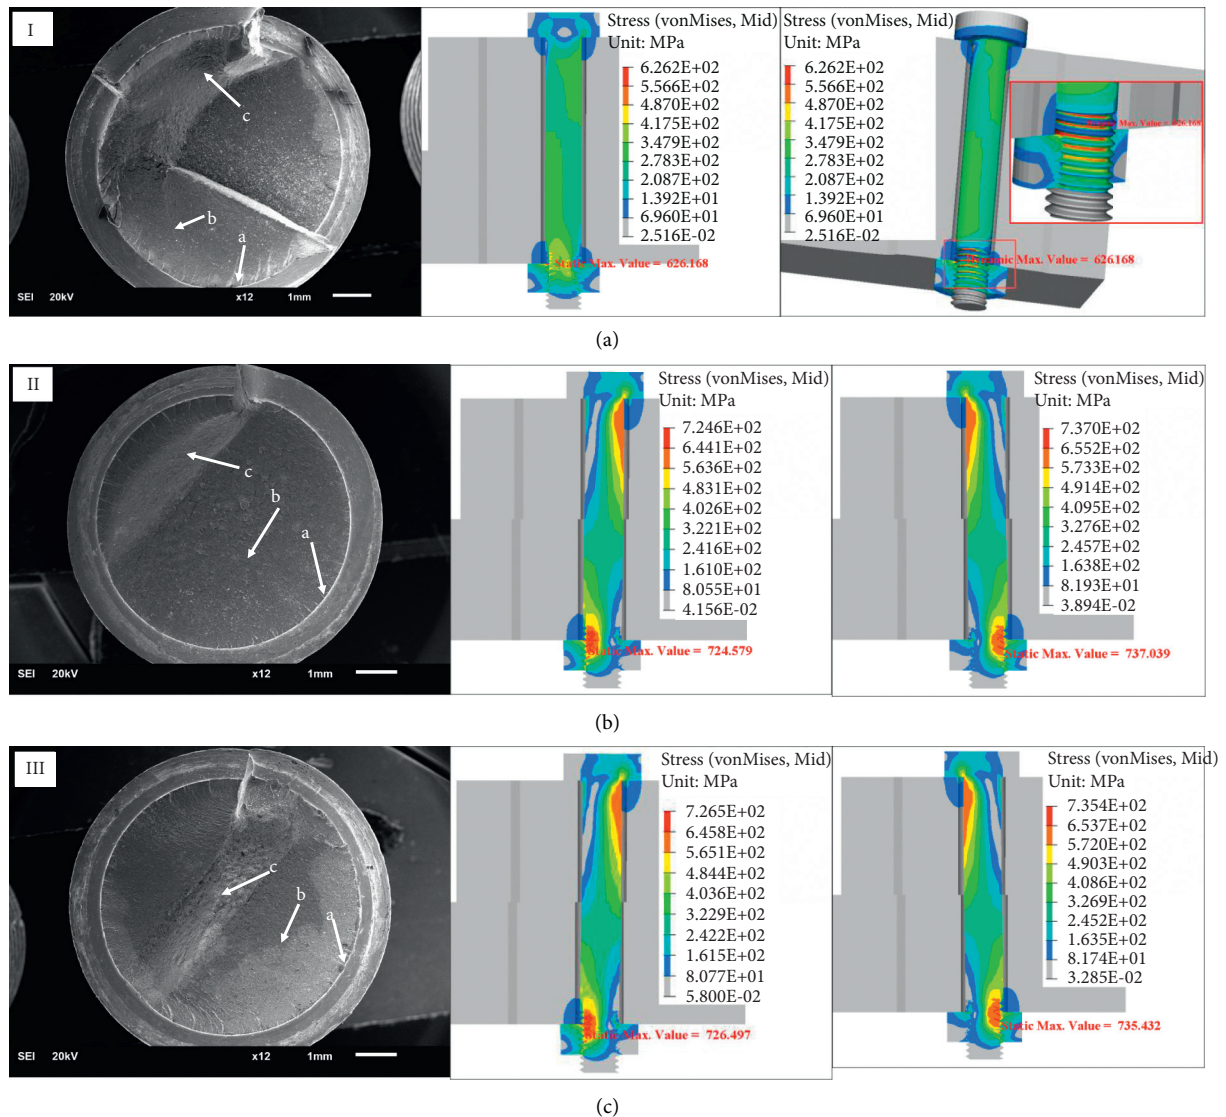 I
c
b
a
SEI 20kV x12 1mm
Stress (vonMises, Mid)
Unit: MPa
6.262E+02
5.566E+02
4.870E+02
4.175E+02
3.479E+02
2.783E+02
2.087E+02
1.392E+02
6.960E+01
2.516E-02
Static Max. Value = 626.168
Stress (vonMises, Mid)
Unit: MPa
6.262E+02
5.566E+02
4.870E+02
4.175E+02
3.479E+02
2.783E+02
2.087E+02
1.392E+02
6.960E+01
2.516E-02
Dynamic Max. Value = 626.168
Max. Value = 626.168
(a)
II
c
b
a
SEI 20kV x12 1mm
Stress (vonMises, Mid)
Unit: MPa
7.246E+02
6.441E+02
5.636E+02
4.831E+02
4.026E+02
3.221E+02
2.416E+02
1.610E+02
8.055E+01
4.156E-02
Static Max. Value = 724.579
Stress (vonMises, Mid)
Unit: MPa
7.370E+02
6.552E+02
5.733E+02
4.914E+02
4.095E+02
3.276E+02
2.457E+02
1.638E+02
8.193E+01
3.894E-02
Static Max. Value = 737.039
(b)
III
c
b
a
SEI 20kV x12 1mm
Stress (vonMises, Mid)
Unit: MPa
7.265E+02
6.458E+02
5.651E+02
4.844E+02
4.036E+02
3.229E+02
2.422E+02
1.615E+02
8.077E+01
5.800E-02
Static Max. Value = 726.497
Stress (vonMises, Mid)
Unit: MPa
7.354E+02
6.537E+02
5.720E+02
4.903E+02
4.086E+02
3.269E+02
2.452E+02
1.635E+02
8.174E+01
3.285E-02
Static Max. Value = 735.432
(c)